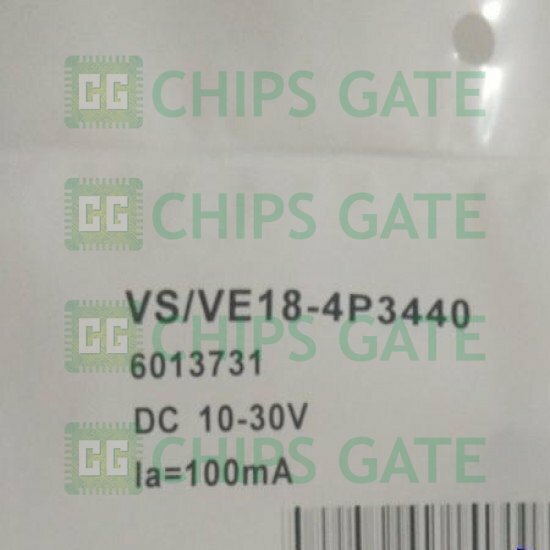 CG CHIPS GATE
CG CHIPS GATE
VS/VE18-4P3440
CG CHIPS GATE
6013731
DC 10-30V
CG CHIPS GATE
Ia=100mA